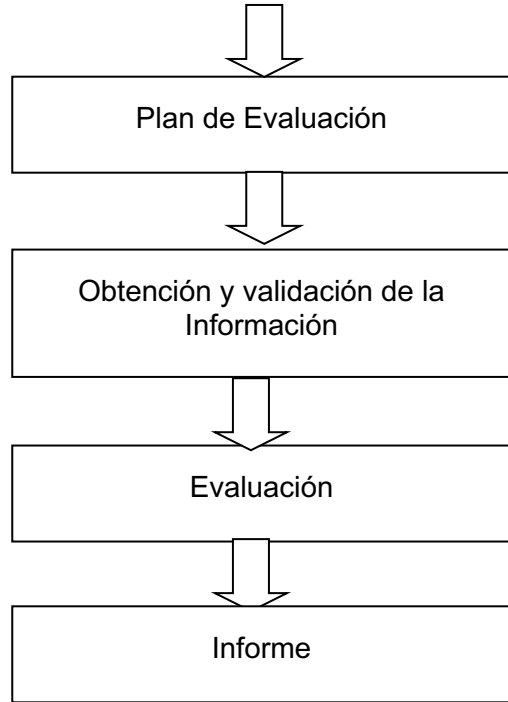 Plan de Evaluación
Obtención y validación de la
Información
Evaluación
Informe